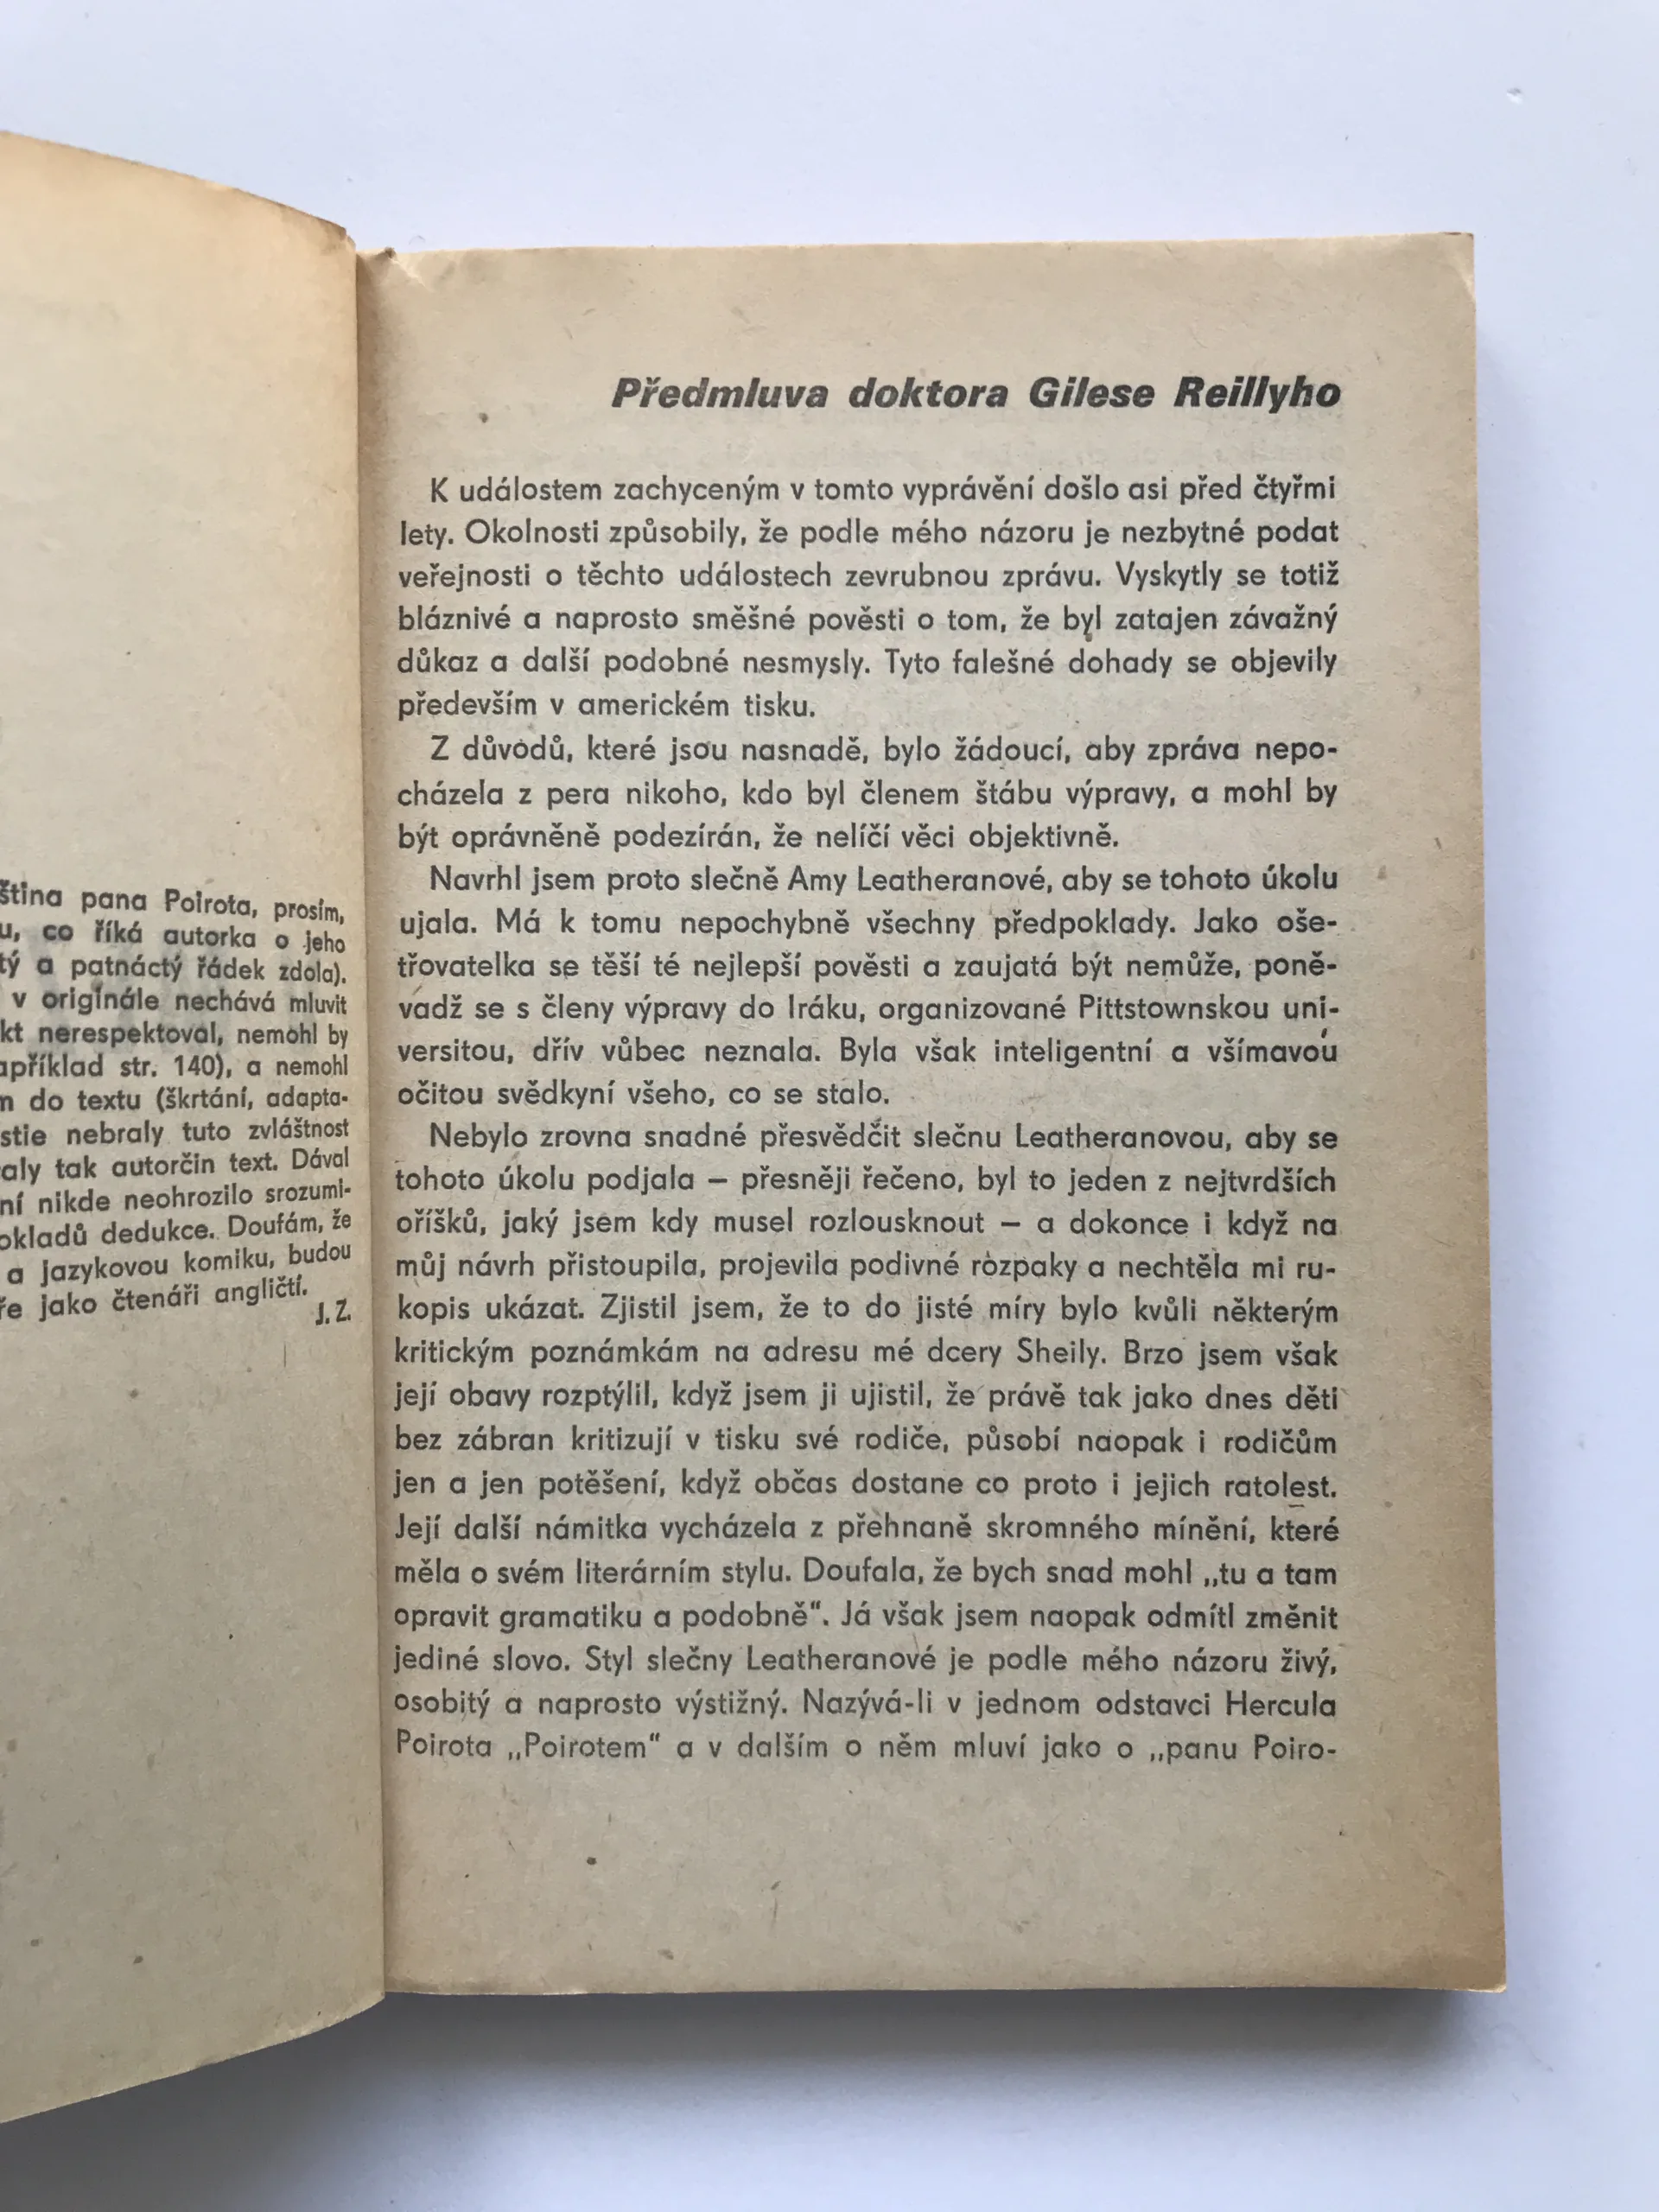 ština pana Poirota, prosím,
u, co říká autorka o jeho
tý a patnáctý řádek zdola).
v originále nechává mluvit
kt nerespektoval, nemohl by
apříklad str. 140), a nemohl
m do textu (škrtání, adapta-
stie nebraly tuto zvláštnost
aly tak autorčin text. Dával
ní nikde neohrozilo srozumi-
okladů dedukce. Doufám, že
a jazykovou komiku, budou
ře jako čtenáři angličtí.
J. Z.
Předmluva doktora Gilese Reillyho
K událostem zachyceným v tomto vyprávění došlo asi před čtyřmi
lety. Okolnosti způsobily, že podle mého názoru je nezbytné podat
veřejnosti o těchto událostech zevrubnou zprávu. Vyskytly se totiž
bláznivé a naprosto směšné pověsti o tom, že byl zatajen závažný
důkaz a další podobné nesmysly. Tyto falešné dohady se objevily
především v americkém tisku.
Z důvodů, které jsou nasnadě, bylo žádoucí, aby zpráva nepo-
cházela z pera nikoho, kdo byl členem štábu výpravy, a mohl by
být oprávněně podezírán, že nelíčí věci objektivně.
Navrhl jsem proto slečně Amy Leatheranové, aby se tohoto úkolu
ujala. Má k tomu nepochybně všechny předpoklady. Jako oše-
třovatelka se těší té nejlepší pověsti a zaujatá být nemůže, poně-
vadž se s členy výpravy do Iráku, organizované Pittstownskou uni-
versitou, dřív vůbec neznala. Byla však inteligentní a všímavou
očitou svědkyní všeho, co se stalo.
Nebylo zrovna snadné přesvědčit slečnu Leatheranovou, aby se
tohoto úkolu podjala – přesněji řečeno, byl to jeden z nejtvrdších
oříšků, jaký jsem kdy musel rozlousknout – a dokonce i když na
můj návrh přistoupila, projevila podivné rozpaky a nechtěla mi ru-
kopis ukázat. Zjistil jsem, že to do jisté míry bylo kvůli některým
kritickým poznámkám na adresu mé dcery Sheily. Brzo jsem však
její obavy rozptýlil, když jsem ji ujistil, že právě tak jako dnes děti
bez zábran kritizují v tisku své rodiče, působí naopak i rodičům
jen a jen potěšení, když občas dostane co proto i jejich ratolest.
Její další námitka vycházela z přehnaně skromného mínění, které
měla o svém literárním stylu. Doufala, že bych snad mohl „tu a tam
opravit gramatiku a podobně“. Já však jsem naopak odmítl změnit
jediné slovo. Styl slečny Leatheranové je podle mého názoru živý,
osobitý a naprosto výstižný. Nazývá-li v jednom odstavci Hercula
Poirota „Poirotem“ a v dalším o něm mluví jako o „panu Poiro-